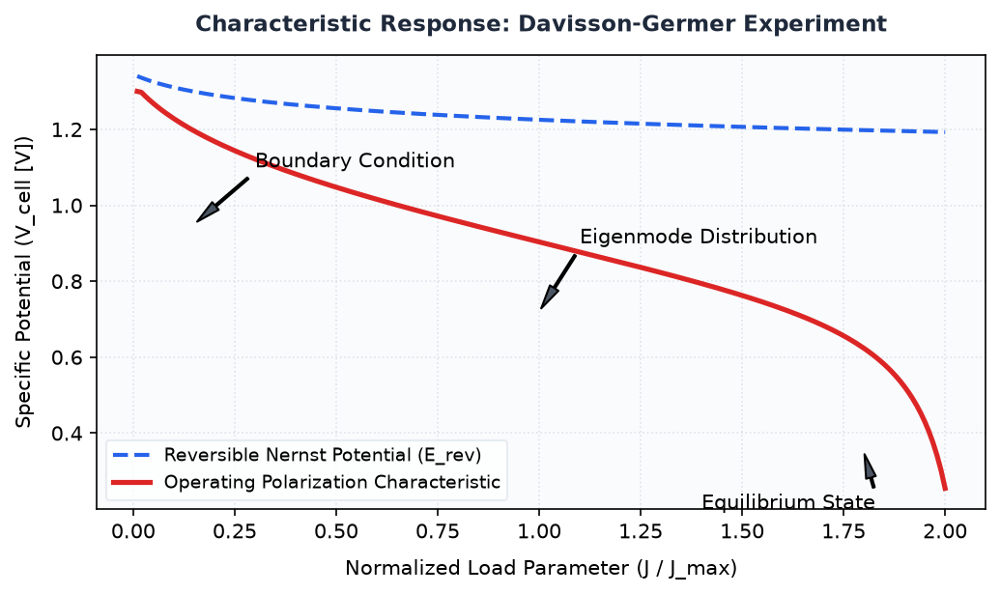 Characteristic Response: Davisson-Germer Experiment
Specific Potential (V_cell [V])
1.2
1.0
0.8
0.6
0.4
Boundary Condition
Eigenmode Distribution
Equilibrium State
Reversible Nernst Potential (E_rev)
Operating Polarization Characteristic
0.00 0.25 0.50 0.75 1.00 1.25 1.50 1.75 2.00
Normalized Load Parameter (J / J_max)